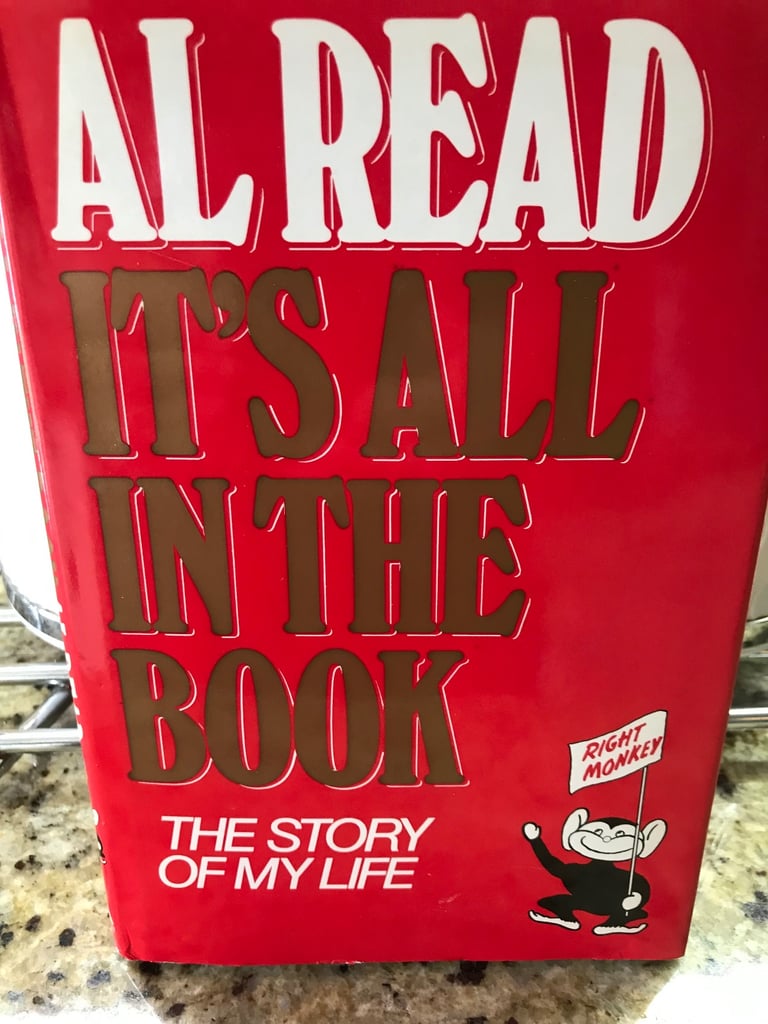 AL READ
IT'S ALL
IN THE
BOOK
THE STORY
OF MY LIFE
RIGHT
MONKEY